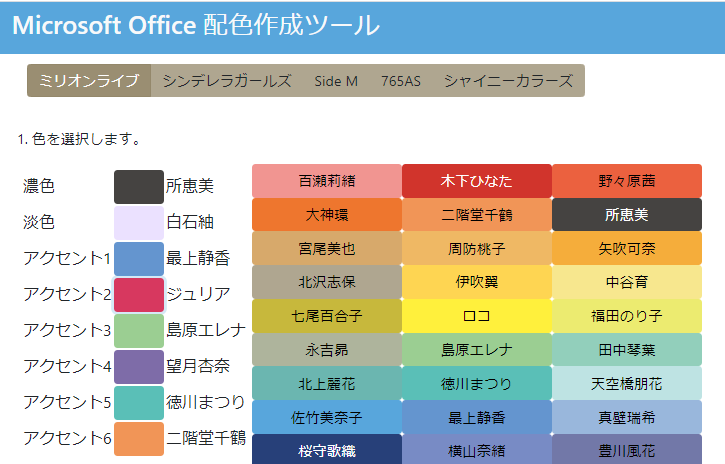 Microsoft Office 配色作成ツール
ミリオンライブ シンデレラガールズ Side M 765AS シャイニーカラーズ
1. 色を選択します。
濃色 所恵美
淡色 白石紬
アクセント1 最上静香
アクセント2 ジュリア
アクセント3 島原エレナ
アクセント4 望月杏奈
アクセント5 徳川まつり
アクセント6 二階堂千鶴
百瀬莉緒 木下ひなた 野々原茜
大神環 二階堂千鶴 所恵美
宮尾美也 周防桃子 矢吹可奈
北沢志保 伊吹翼 中谷育
七尾百合子 ロコ 福田のり子
永吉昴 島原エレナ 田中琴葉
北上麗花 徳川まつり 天空橋朋花
佐竹美奈子 最上静香 真壁瑞希
桜守歌織 横山奈緒 豊川風花